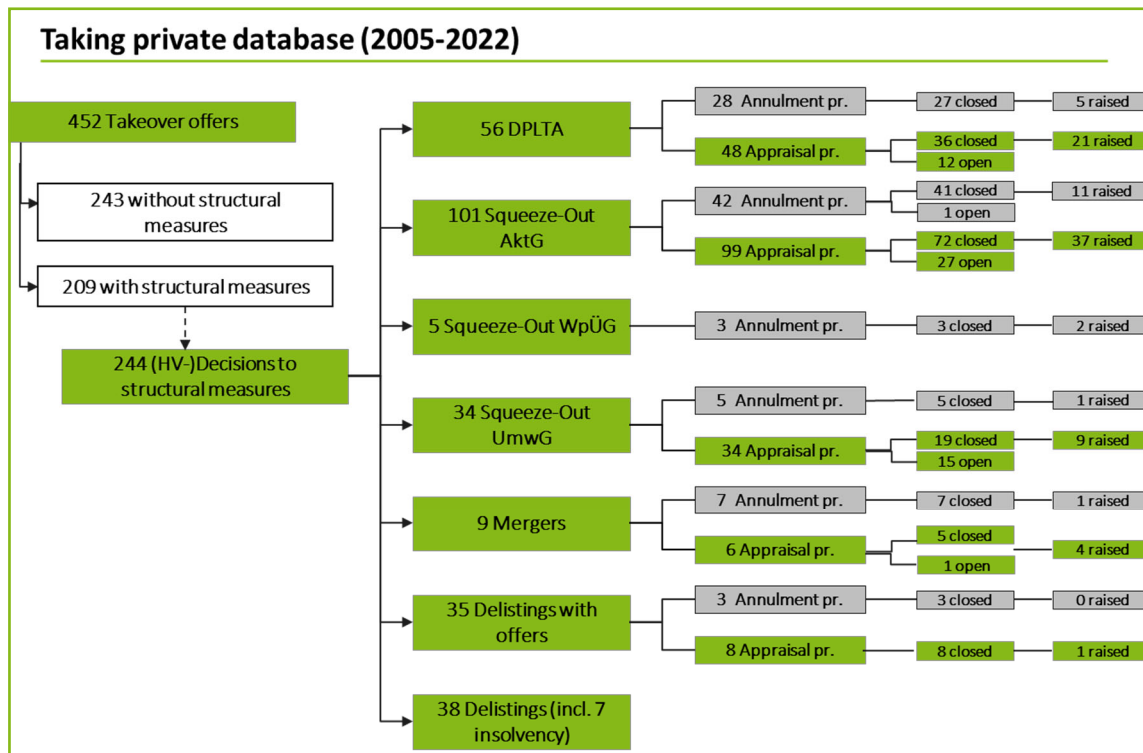 Taking private database (2005-2022)
452 Takeover offers
243 without structural
measures
209 with structural measures
244 (HV-)Decisions to
structural measures
56 DPLTA
28 Annulment pr.
27 closed
5 raised
48 Appraisal pr.
36 closed
21 raised
12 open
101 Squeeze-Out
AktG
42 Annulment pr.
41 closed
11 raised
1 open
99 Appraisal pr.
72 closed
37 raised
27 open
5 Squeeze-Out WpÜG
3 Annulment pr.
3 closed
2 raised
34 Squeeze-Out
UmwG
5 Annulment pr.
5 closed
1 raised
34 Appraisal pr.
19 closed
9 raised
15 open
9 Mergers
7 Annulment pr.
7 closed
1 raised
6 Appraisal pr.
5 closed
4 raised
1 open
35 Delistings with
offers
3 Annulment pr.
3 closed
0 raised
8 Appraisal pr.
8 closed
1 raised
38 Delistings (incl. 7
insolvency)